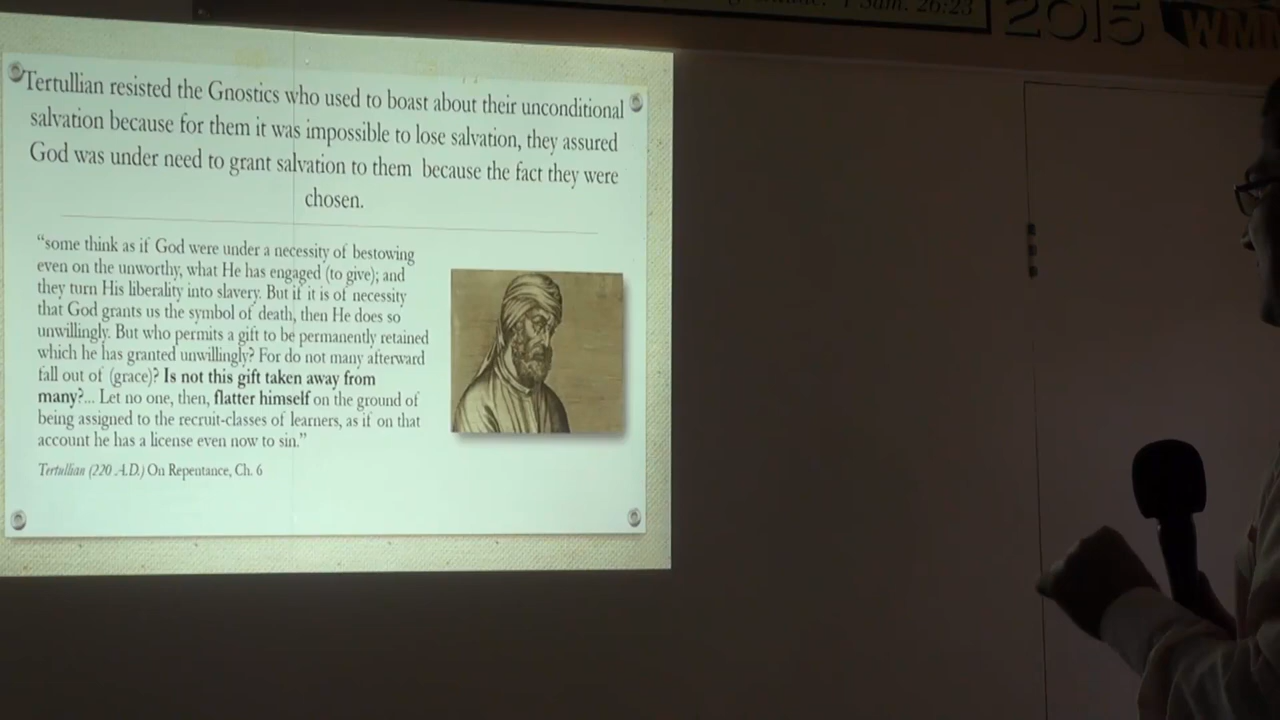 1 Sam. 26:23
2015
Tertullian resisted the Gnostics who used to boast about their unconditional
salvation because for them it was impossible to lose salvation, they assured
God was under need to grant salvation to them because the fact they were
chosen.
“some think as if God were under a necessity of bestowing
even on the unworthy, what He has engaged (to give); and
they turn His liberality into slavery. But if it is of necessity
that God grants us the symbol of death, then He does so
unwillingly. But who permits a gift to be permanently retained
which he has granted unwillingly? For do not many afterward
fall out of (grace)? Is not this gift taken away from
many?... Let no one, then, flatter himself on the ground of
being assigned to the recruit-classes of learners, as if on that
account he has a license even now to sin.”
Tertullian (220 A.D.) On Repentance, Ch. 6